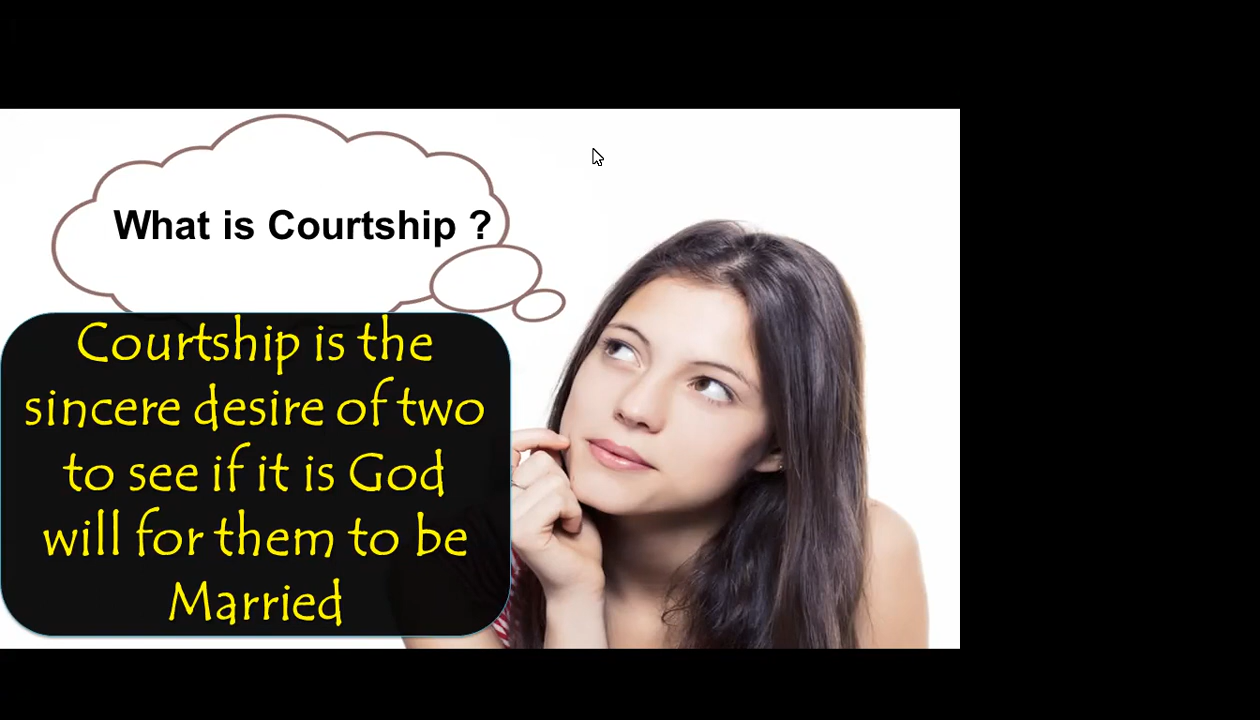 What is Courtship ?
Courtship is the
sincere desire of two
to see if it is God
will for them to be
Married